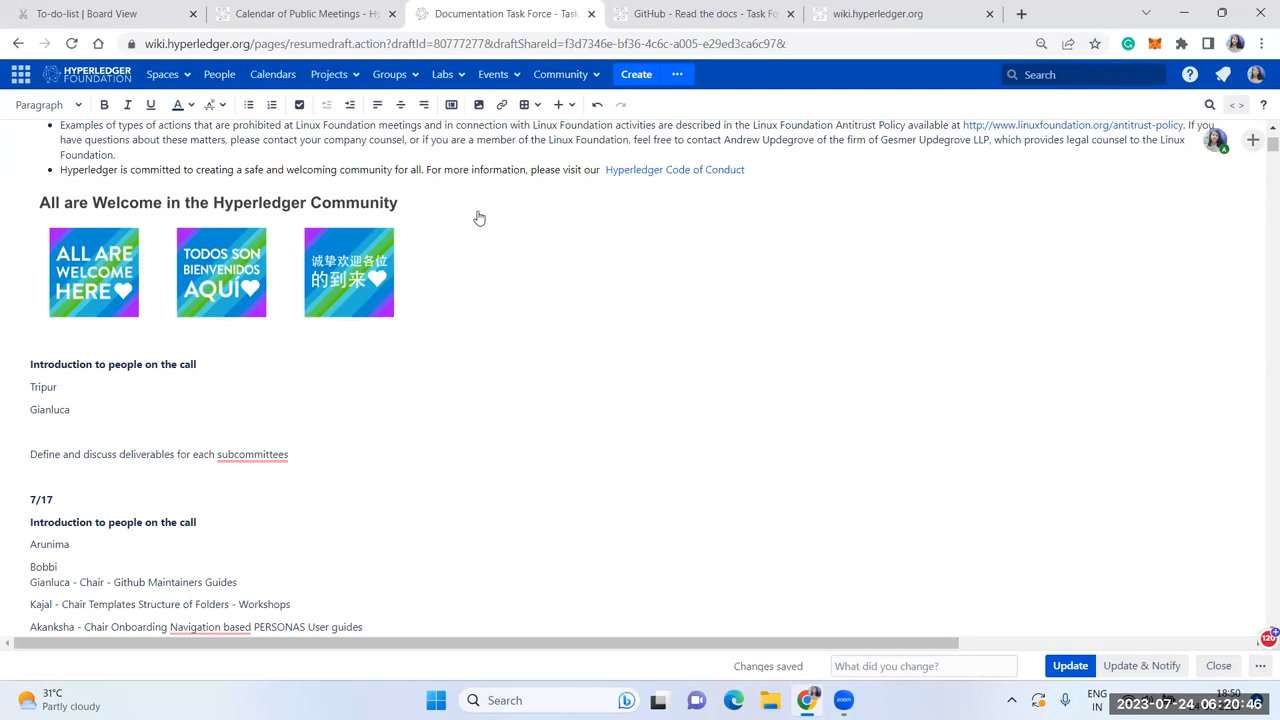 To-do-list | Board View
Calendar of Public Meetings - Hy
Documentation Task Force - Task
GitHub - Read the docs - Task Fo
wiki.hyperledger.org
wiki.hyperledger.org/pages/resumedraft.action?draftId=80777277&draftShareId=f3d7346e-bf36-4c6c-a005-e29ed3ca6c97&
HYPERLEDGER
FOUNDATION
Spaces
People
Calendars
Projects
Groups
Labs
Events
Community
Create
Search
Paragraph
B I U A
Examples of types of actions that are prohibited at Linux Foundation meetings and in connection with Linux Foundation activities are described in the Linux Foundation Antitrust Policy available at http://www.linuxfoundation.org/antitrust-policy. If you
have questions about these matters, please contact your company counsel, or if you are a member of the Linux Foundation, feel free to contact Andrew Updegrove of the firm of Gesmer Updegrove LLP, which provides legal counsel to the Linux
Foundation.
Hyperledger is committed to creating a safe and welcoming community for all. For more information, please visit our Hyperledger Code of Conduct
All are Welcome in the Hyperledger Community
ALL ARE
WELCOME
HERE
TODOS SON
BIENVENIDOS
AQUÍ
诚挚欢迎各位
的到来
Introduction to people on the call
Tripur
Gianluca
Define and discuss deliverables for each subcommittees
7/17
Introduction to people on the call
Arunima
Bobbi
Gianluca - Chair - Github Maintainers Guides
Kajal - Chair Templates Structure of Folders - Workshops
Akanksha - Chair Onboarding Navigation based PERSONAS User guides
120
Changes saved
What did you change?
Update
Update & Notify
Close
31°C
Partly cloudy
Search
ENG
IN
18:50
2023-07-24 06:20:46